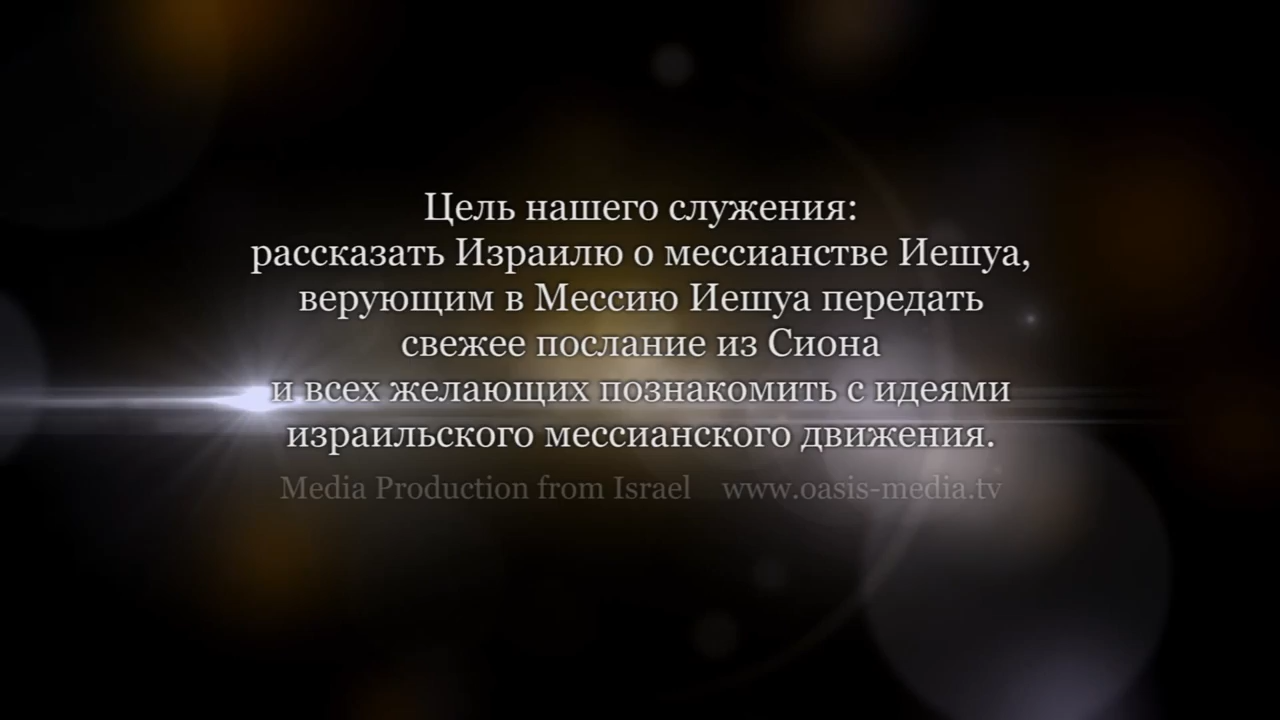 Цель нашего служения:
рассказать Израилю о мессианстве Иешуа,
верующим в Мессию Иешуа передать
свежее послание из Сиона
и всех желающих познакомить с идеями
израильского мессианского движения.
Media Production from Israel www.oasis-media.tv